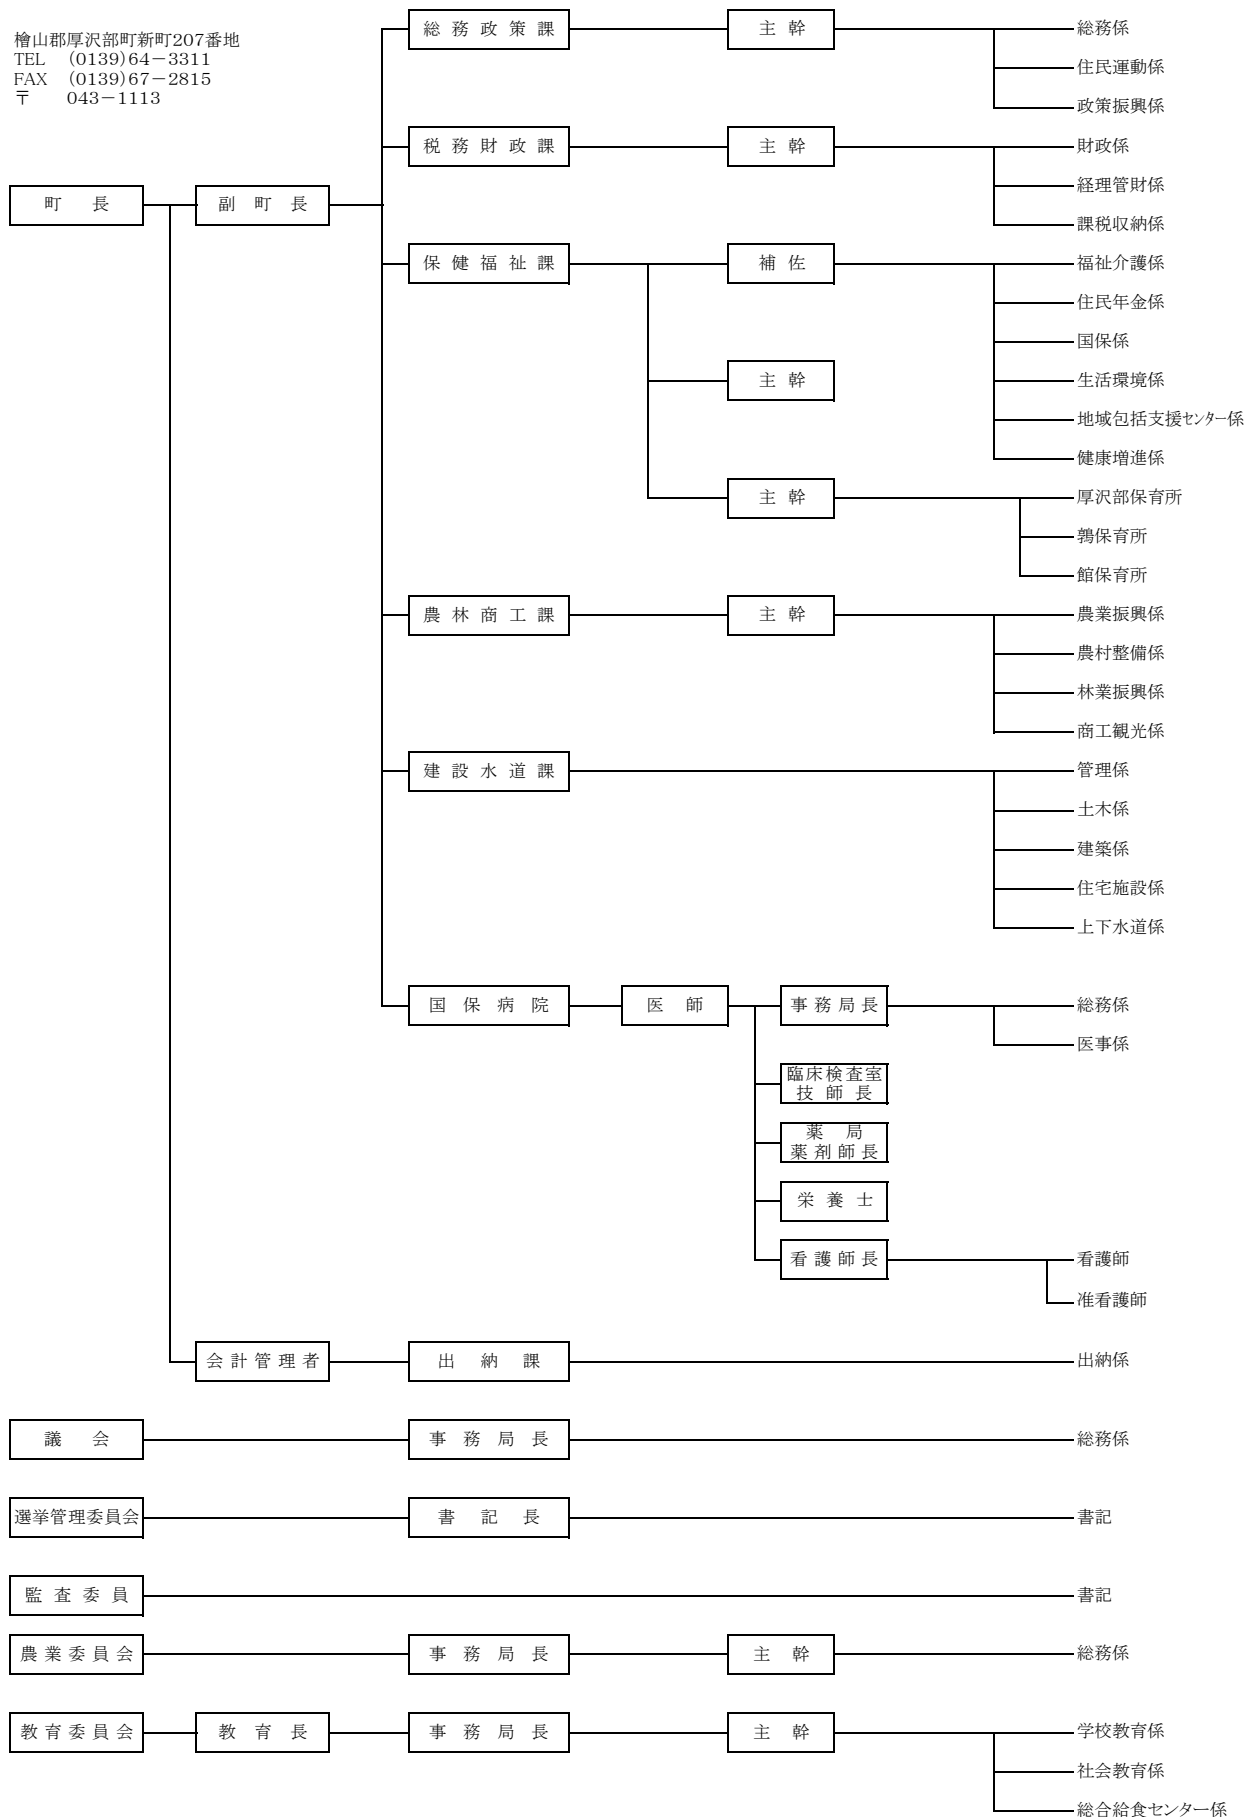 檜山郡厚沢部町新町207番地
TEL (0139)64－3311
FAX (0139)67－2815
〒 043－1113
総務政策課 主幹 総務係
住民運動係
政策振興係
税務財政課 主幹 財政係
経理管財係
町長 副町長
課税収納係
保健福祉課 補佐 福祉介護係
住民年金係
国保係
主幹 生活環境係
地域包括支援センター係
健康増進係
主幹 厚沢部保育所
鶉保育所
館保育所
農林商工課 主幹 農業振興係
農村整備係
林業振興係
商工観光係
建設水道課 管理係
土木係
建築係
住宅施設係
上下水道係
国保病院 医師 事務局長 総務係
医事係
臨床検査室
技師長
薬局
薬剤師長
栄養士
看護師長 看護師
准看護師
会計管理者 出納課 出納係
議会 事務局長 総務係
選挙管理委員会 書記長 書記
監査委員 書記
農業委員会 事務局長 主幹 総務係
教育委員会 教育長 事務局長 主幹 学校教育係
社会教育係
総合給食センター係